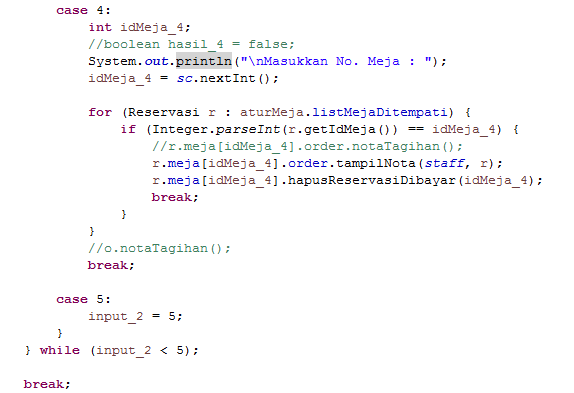 case 4:
int idMeja_4;
//boolean hasil_4 = false;
System.out.println("\nMasukkan No. Meja : ");
idMeja_4 = sc.nextInt();
for (Reservasi r : aturMeja.listMejaDitempati) {
if (Integer.parseInt(r.getIdMeja()) == idMeja_4) {
//r.meja[idMeja_4].order.notaTagihan();
r.meja[idMeja_4].order.tampilNota(staff, r);
r.meja[idMeja_4].hapusReservasiDibayar(idMeja_4);
break;
}
}
//o.notaTagihan();
break;
case 5:
input_2 = 5;
}
} while (input_2 < 5);
break;